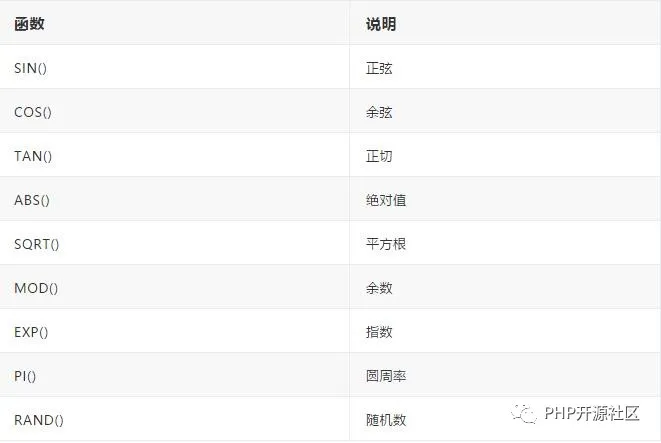 函数 说明
SIN() 正弦
COS() 余弦
TAN() 正切
ABS() 绝对值
SQRT() 平方根
MOD() 余数
EXP() 指数
PI() 圆周率
RAND() 随机数
PHP开源社区